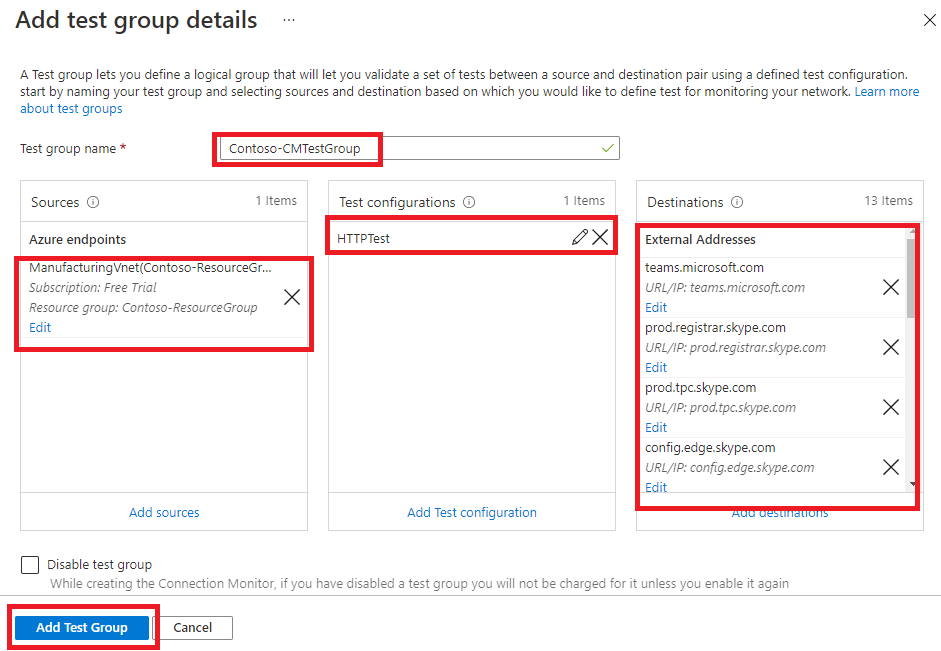 Add test group details ...
A Test group lets you define a logical group that will let you validate a set of tests between a source and destination pair using a defined test configuration.
start by naming your test group and selecting sources and destination based on which you would like to define test for monitoring your network. Learn more
about test groups
Test group name *
Contoso-CMTestGroup
Sources
1 Items
Azure endpoints
ManufacturingVnet(Contoso-ResourceGr...
Subscription: Free Trial
Resource group: Contoso-ResourceGroup
Edit
Add sources
Test configurations
1 Items
HTTPTest
Add Test configuration
Destinations
13 Items
External Addresses
teams.microsoft.com
URL/IP: teams.microsoft.com
Edit
prod.registrar.skype.com
URL/IP: prod.registrar.skype.com
Edit
prod.tpc.skype.com
URL/IP: prod.tpc.skype.com
Edit
config.edge.skype.com
URL/IP: config.edge.skype.com
Edit
Add destinations
Disable test group
While creating the Connection Monitor, if you have disabled a test group you will not be charged for it unless you enable it again
Add Test Group
Cancel